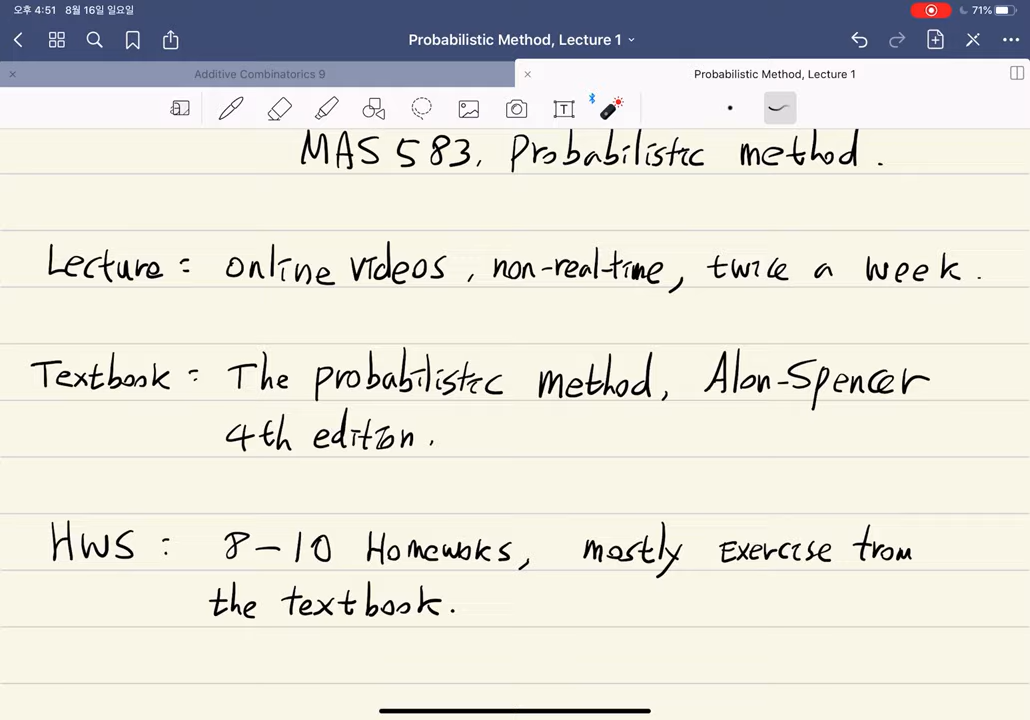 오후 4:51 8월 16일 일요일 71%
Probabilistic Method, Lecture 1
Additive Combinatorics 9 Probabilistic Method, Lecture 1
MAS 583. Probabilistic method.
Lecture : online videos, non-real-time, twice a week.
Textbook : The probabilistic method, Alon-Spencer
4th edition.
HWS : 8-10 Homewoks, mostly Exercise from
the textbook.